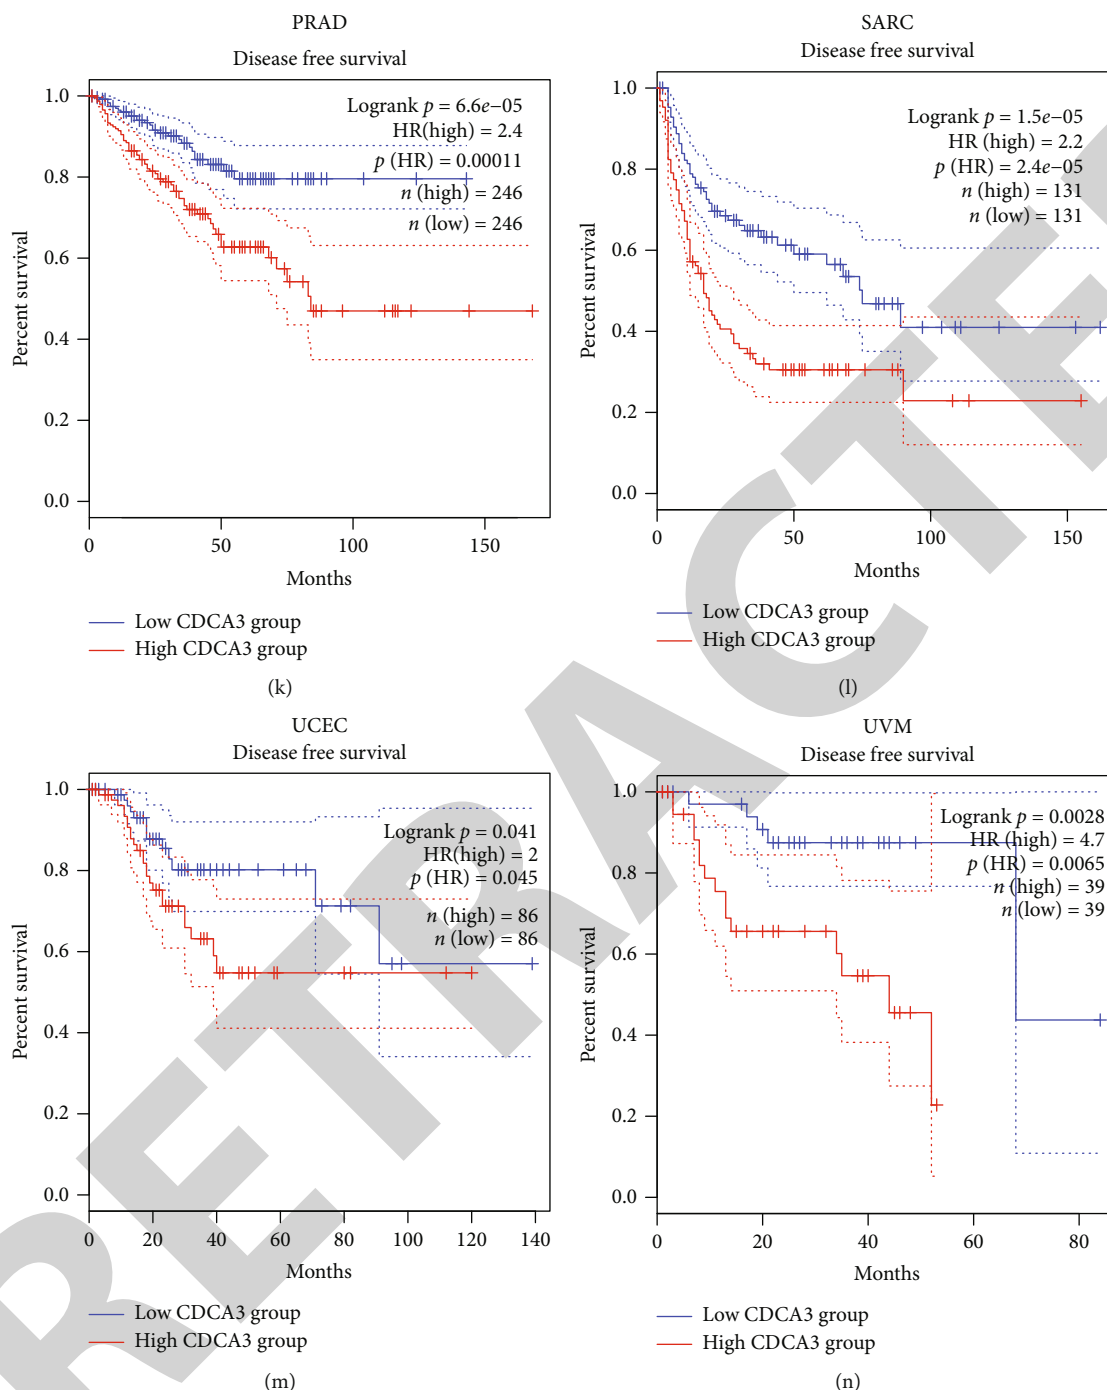 PRAD
Disease free survival
Logrank p = 6.6e−05
HR(high) = 2.4
p (HR) = 0.00011
n (high) = 246
n (low) = 246
Percent survival
1.0
0.8
0.6
0.4
0.2
0.0
0 50 100 150
Months
Low CDCA3 group
High CDCA3 group
(k)
SARC
Disease free survival
Logrank p = 1.5e−05
HR (high) = 2.2
p (HR) = 2.4e−05
n (high) = 131
n (low) = 131
Percent survival
1.0
0.8
0.6
0.4
0.2
0.0
0 50 100 150
Months
Low CDCA3 group
High CDCA3 group
(l)
UCEC
Disease free survival
Logrank p = 0.041
HR(high) = 2
p (HR) = 0.045
n (high) = 86
n (low) = 86
Percent survival
1.0
0.8
0.6
0.4
0.2
0.0
0 20 40 60 80 100 120 140
Months
Low CDCA3 group
High CDCA3 group
(m)
UVM
Disease free survival
Logrank p = 0.0028
HR (high) = 4.7
p (HR) = 0.0065
n (high) = 39
n (low) = 39
Percent survival
1.0
0.8
0.6
0.4
0.2
0.0
0 20 40 60 80
Months
Low CDCA3 group
High CDCA3 group
(n)
RETRACTE